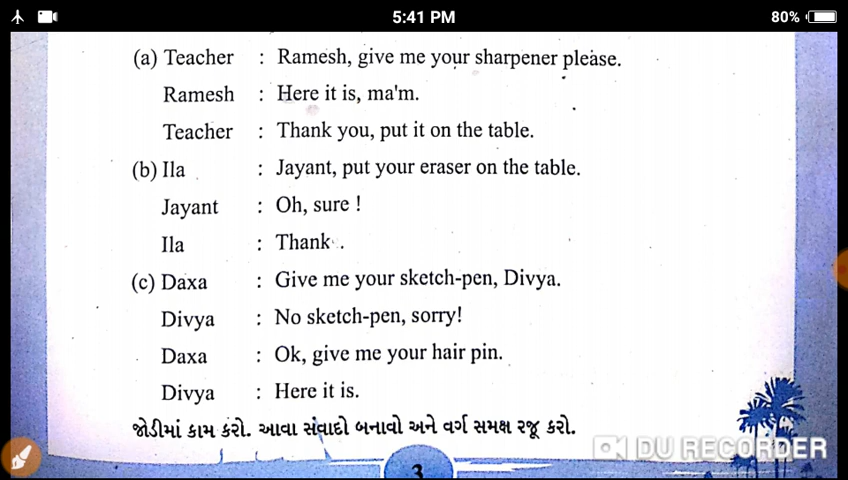 5:41 PM
80%
(a) Teacher : Ramesh, give me your sharpener please.
Ramesh : Here it is, ma'm.
Teacher : Thank you, put it on the table.
(b) Ila : Jayant, put your eraser on the table.
Jayant : Oh, sure !
Ila : Thank .
(c) Daxa : Give me your sketch-pen, Divya.
Divya : No sketch-pen, sorry!
Daxa : Ok, give me your hair pin.
Divya : Here it is.
જોડીમાં કામ કરો. આવા સંવાદો બનાવો અને વર્ગ સમક્ષ રજૂ કરો.
DU RECORDER
3